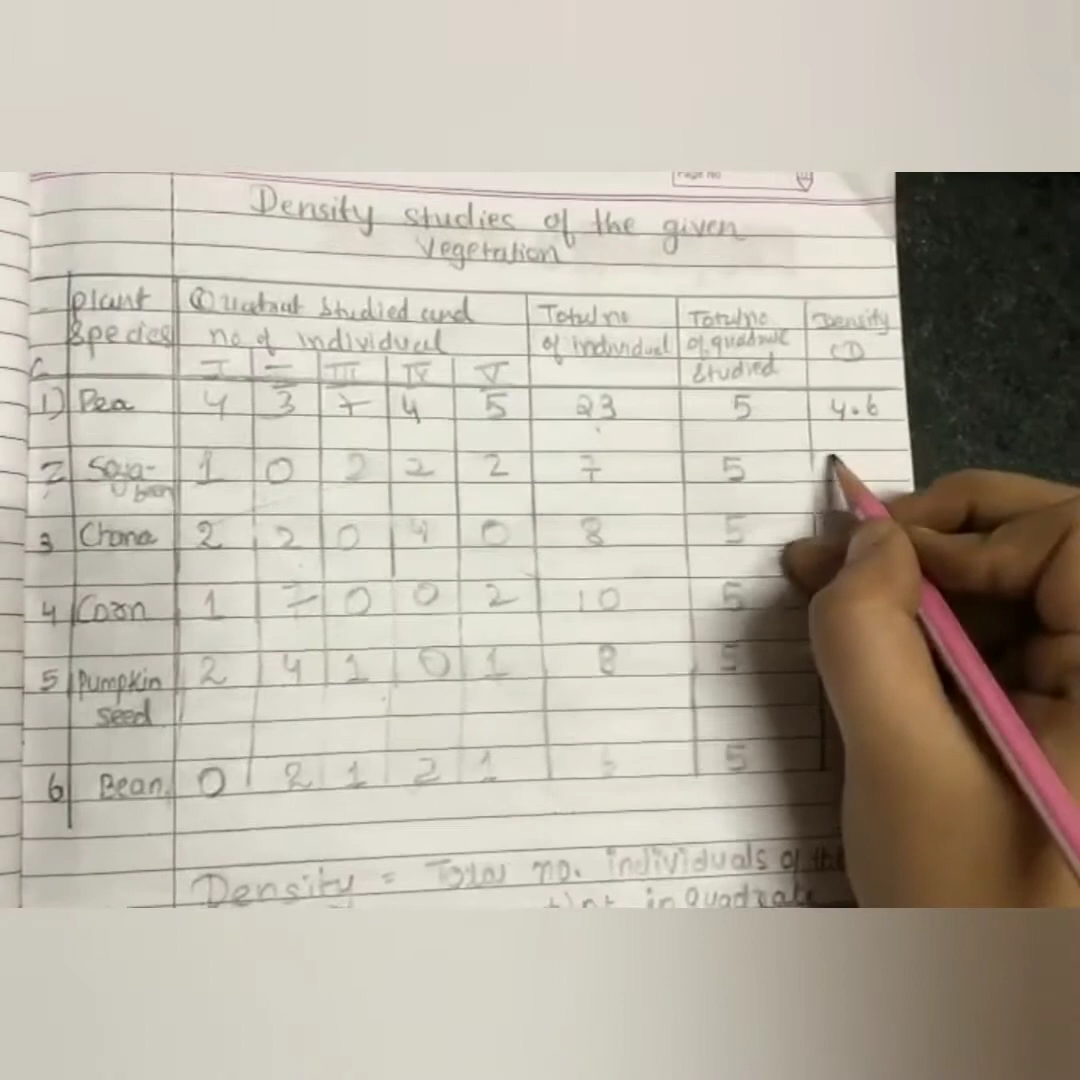 Page No
Density studies of the given
Vegetation
Plant Species | Quadrat Studied and no of individual | Total no of individual | Total no of quadrat studied | Density (D)
I | II | III | IV | V
1) Pea | 4 | 3 | 7 | 4 | 5 | 23 | 5 | 4.6
2 Soya-bean | 1 | 0 | 2 | 2 | 2 | 7 | 5
3 Chana | 2 | 2 | 0 | 4 | 0 | 8 | 5
4 Corn | 1 | 7 | 0 | 0 | 2 | 10 | 5
5 Pumpkin seed | 2 | 4 | 1 | 0 | 1 | 8 | 5
6 Bean | 0 | 2 | 1 | 2 | 1 | 6 | 5
Density = Total no. individuals of the
in Quadrate